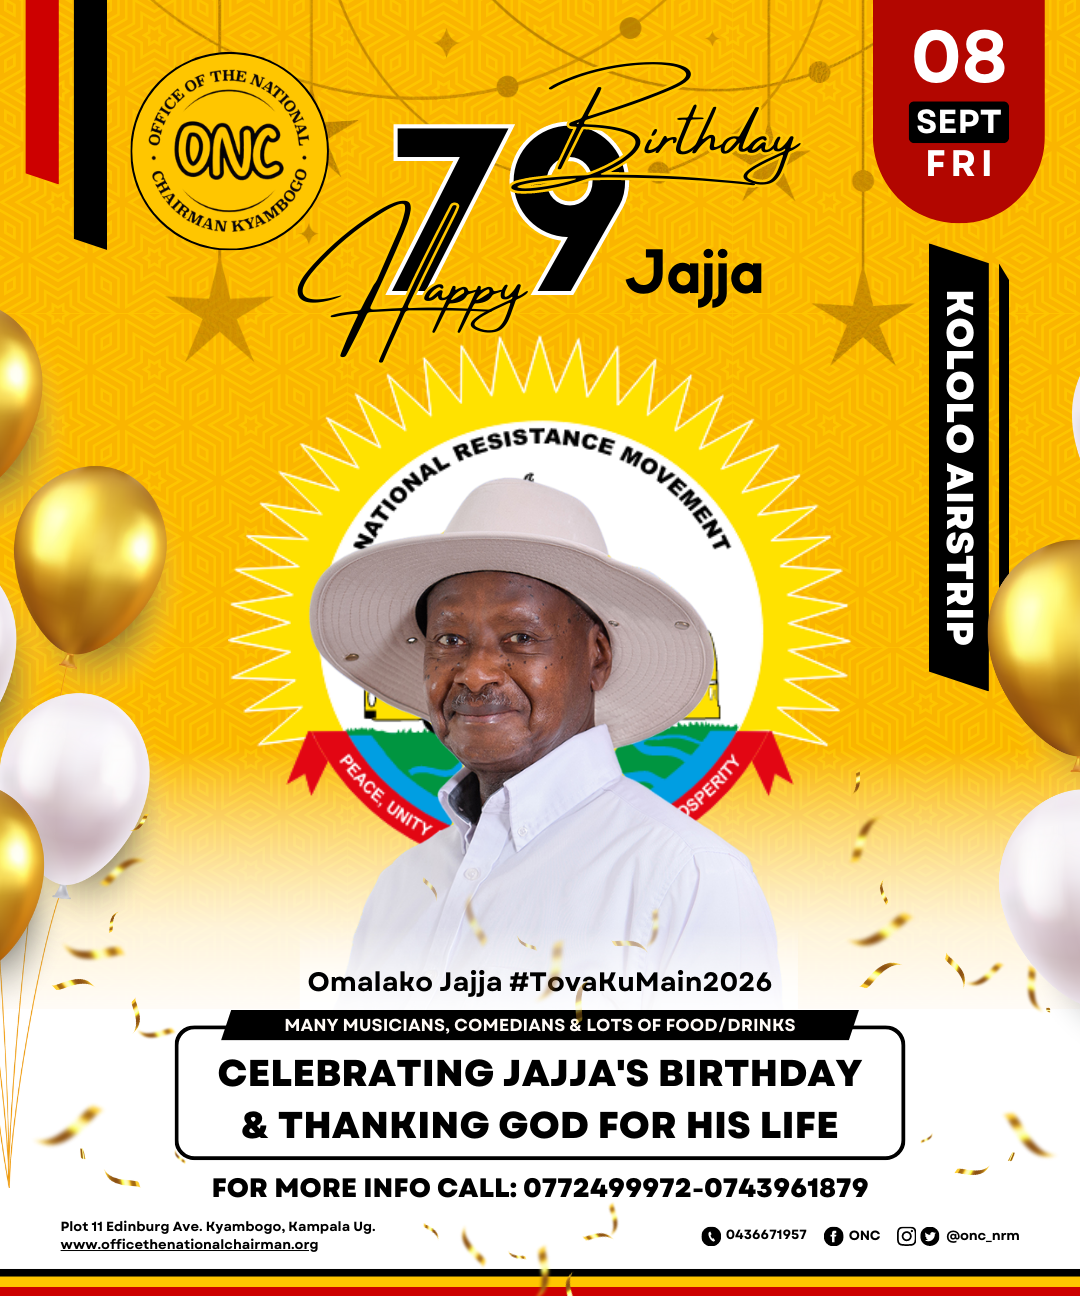 OFFICE OF THE NATIONAL
ONC
CHAIRMAN KYAMBOGO
Happy
79
Birthday
Jajja
08
SEPT
FRI
KOLOLO AIRSTRIP
NATIONAL RESISTANCE MOVEMENT
PEACE, UNITY
OSPERITY
Omalako Jajja #TovaKuMain2026
MANY MUSICIANS, COMEDIANS & LOTS OF FOOD/DRINKS
CELEBRATING JAJJA'S BIRTHDAY
& THANKING GOD FOR HIS LIFE
FOR MORE INFO CALL: 0772499972-0743961879
Plot 11 Edinburg Ave. Kyambogo, Kampala Ug.
www.officethenationalchairman.org
0436671957 ONC @onc_nrm